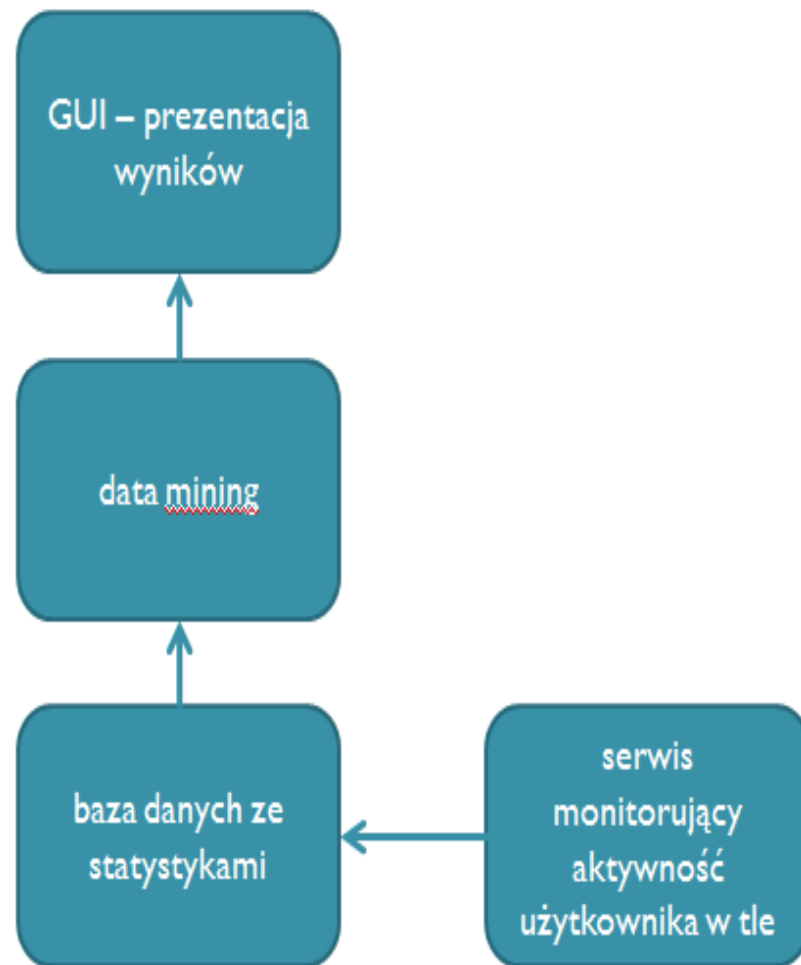 GUI – prezentacja
wyników
data mining
baza danych ze
statystykami
serwis
monitorujący
aktywność
użytkownika w tle